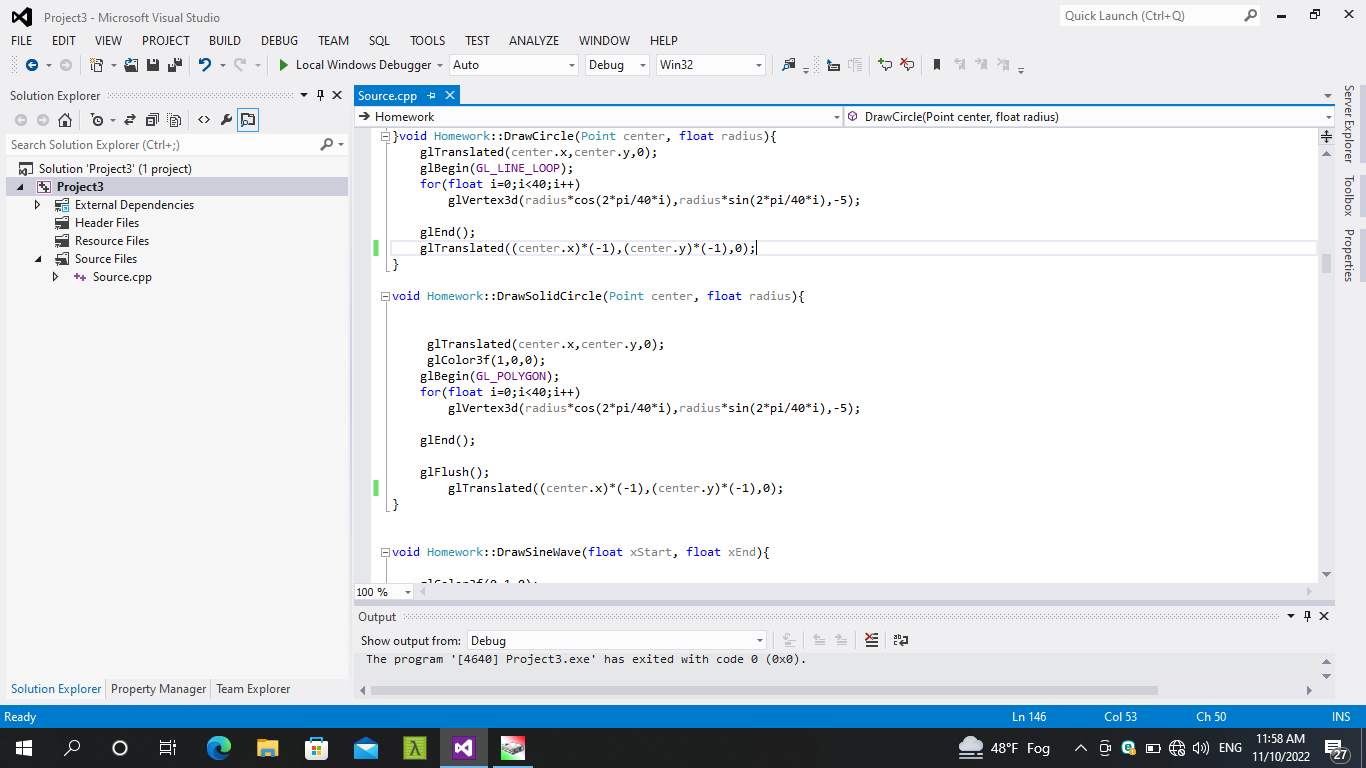 Project3 - Microsoft Visual Studio
Quick Launch (Ctrl+Q)
FILE EDIT VIEW PROJECT BUILD DEBUG TEAM SQL TOOLS TEST ANALYZE WINDOW HELP
Local Windows Debugger Auto Debug Win32
Solution Explorer
Search Solution Explorer (Ctrl+;)
Solution 'Project3' (1 project)
Project3
External Dependencies
Header Files
Resource Files
Source Files
Source.cpp
Solution Explorer Property Manager Team Explorer
Source.cpp
Homework DrawCircle(Point center, float radius)
}void Homework::DrawCircle(Point center, float radius){
glTranslated(center.x,center.y,0);
glBegin(GL_LINE_LOOP);
for(float i=0;i<40;i++)
glVertex3d(radius*cos(2*pi/40*i),radius*sin(2*pi/40*i),-5);
glEnd();
glTranslated((center.x)*(-1),(center.y)*(-1),0);
}
void Homework::DrawSolidCircle(Point center, float radius){
glTranslated(center.x,center.y,0);
glColor3f(1,0,0);
glBegin(GL_POLYGON);
for(float i=0;i<40;i++)
glVertex3d(radius*cos(2*pi/40*i),radius*sin(2*pi/40*i),-5);
glEnd();
glFlush();
glTranslated((center.x)*(-1),(center.y)*(-1),0);
}
void Homework::DrawSineWave(float xStart, float xEnd){
glColor3f(0,1,0);
100 %
Server Explorer
Toolbox
Properties
Output
Show output from: Debug
The program '[4640] Project3.exe' has exited with code 0 (0x0).
Ready Ln 146 Col 53 Ch 50 INS
48°F Fog ENG
11:58 AM
11/10/2022
27